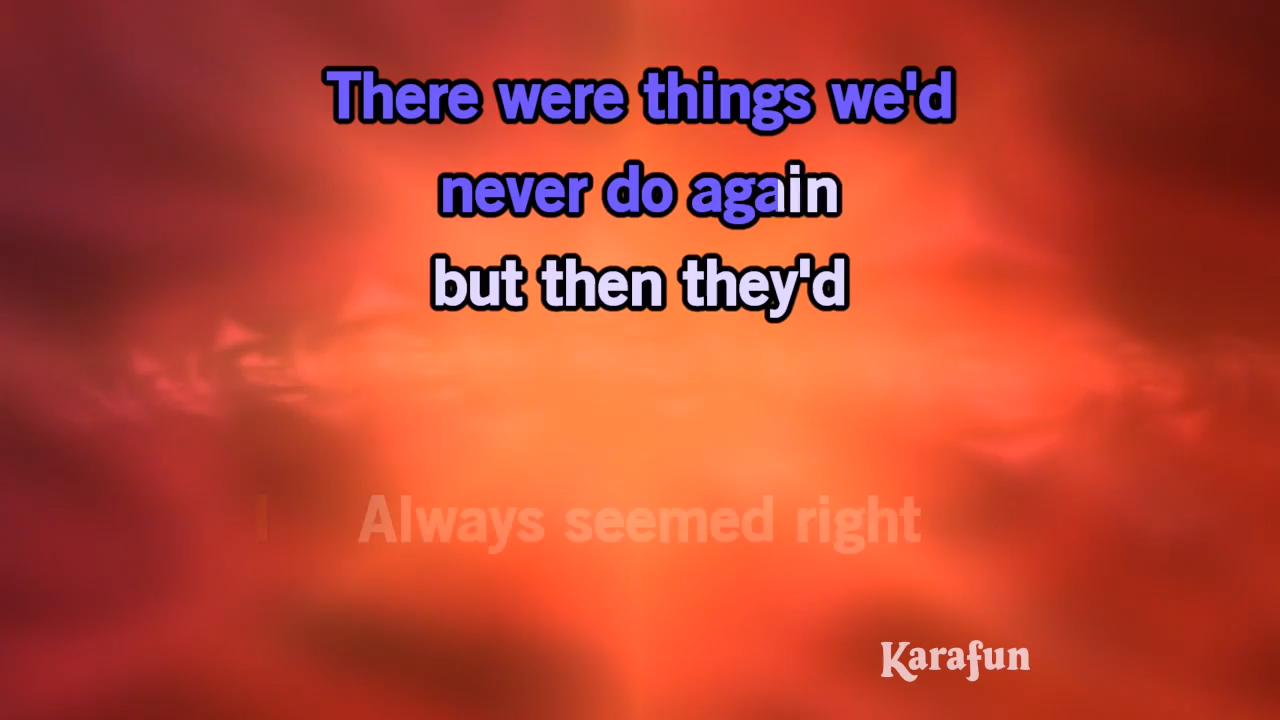 There were things we'd
never do again
but then they'd
Always seemed right
Karafun